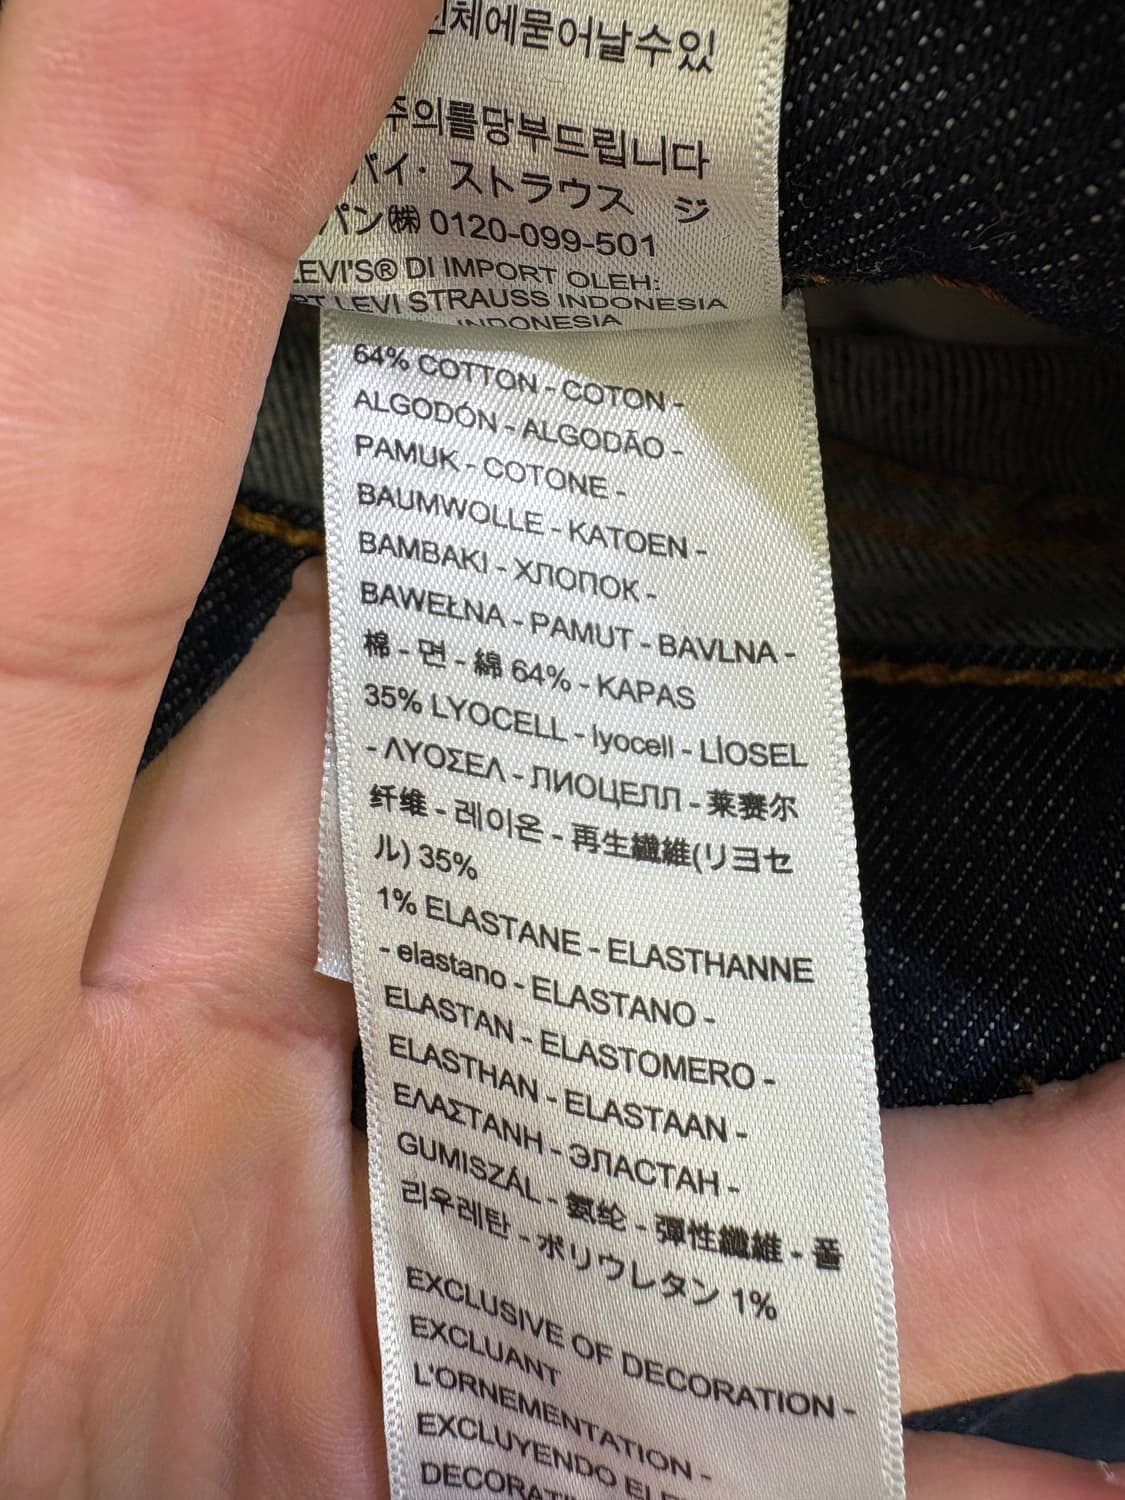 체에묻어날수있
주의를당부드립니다
バイ・ストラウス ジ
パン㈱ 0120-099-501
LEVI'S® DI IMPORT OLEH:
PT LEVI STRAUSS INDONESIA
INDONESIA
64% COTTON - COTON -
ALGODÓN - ALGODÃO -
PAMUK - COTONE -
BAUMWOLLE - KATOEN -
BAMBAKI - ХЛОПОК -
BAWEŁNA - PAMUT - BAVLNA -
棉 - 면 - 綿 64% - KAPAS
35% LYOCELL - lyocell - LİOSEL
- ΛΥΟΣΕΛ - ЛИОЦЕЛЛ - 莱赛尔
纤维 - 레이온 - 再生纖維(リヨセ
ル) 35%
1% ELASTANE - ELASTHANNE
- elastano - ELASTANO -
ELASTAN - ELASTOMERO -
ELASTHAN - ELASTAAN -
ΕΛΑΣΤΑΝΗ - ЭЛАСТАН -
GUMISZÁL - 氨纶 - 彈性纖維 - 폴
리우레탄 - ポリウレタン 1%
EXCLUSIVE OF DECORATION -
EXCLUANT
L'ORNEMENTATION -
EXCLUYENDO